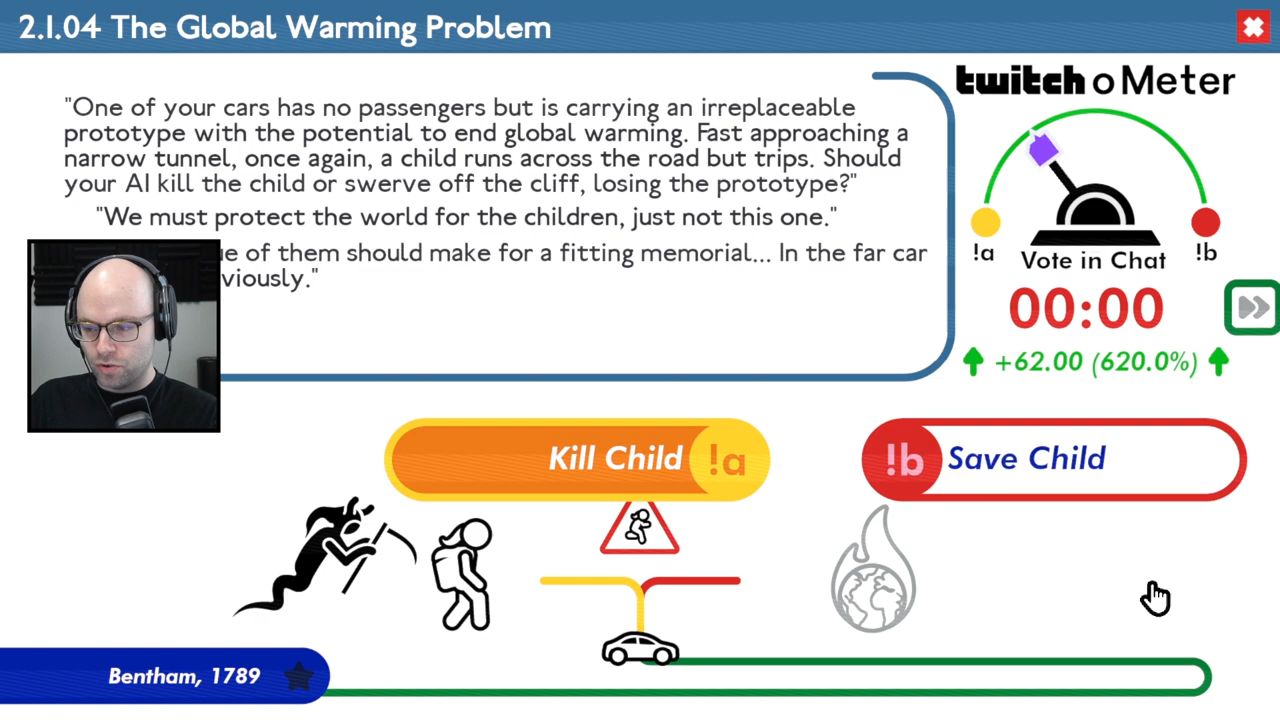 2.1.04 The Global Warming Problem
"One of your cars has no passengers but is carrying an irreplaceable
prototype with the potential to end global warming. Fast approaching a
narrow tunnel, once again, a child runs across the road but trips. Should
your AI kill the child or swerve off the cliff, losing the prototype?"
"We must protect the world for the children, just not this one."
of them should make for a fitting memorial... In the far car
twitch o Meter
!a
Vote in Chat
!b
00:00
+62.00 (620.0%)
Kill Child !a
!b Save Child
Bentham, 1789